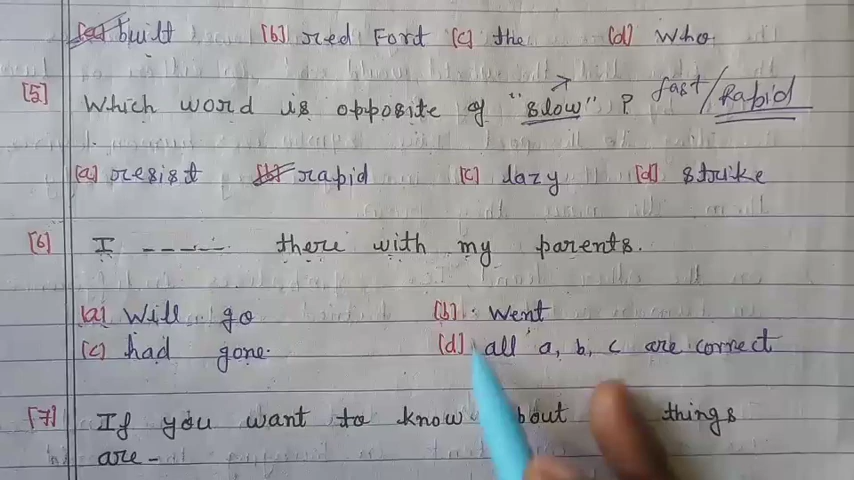 [a] built [b] red Fort [c] the [d] who
[5] Which word is opposite of "slow" ? fast/Rapid
[a] resist [b] rapid [c] lazy [d] strike
[6] I ----- there with my parents.
[a] Will go [b] Went
[c] had gone. [d] all a, b, c are correct
[7] If you want to know bout things
are-